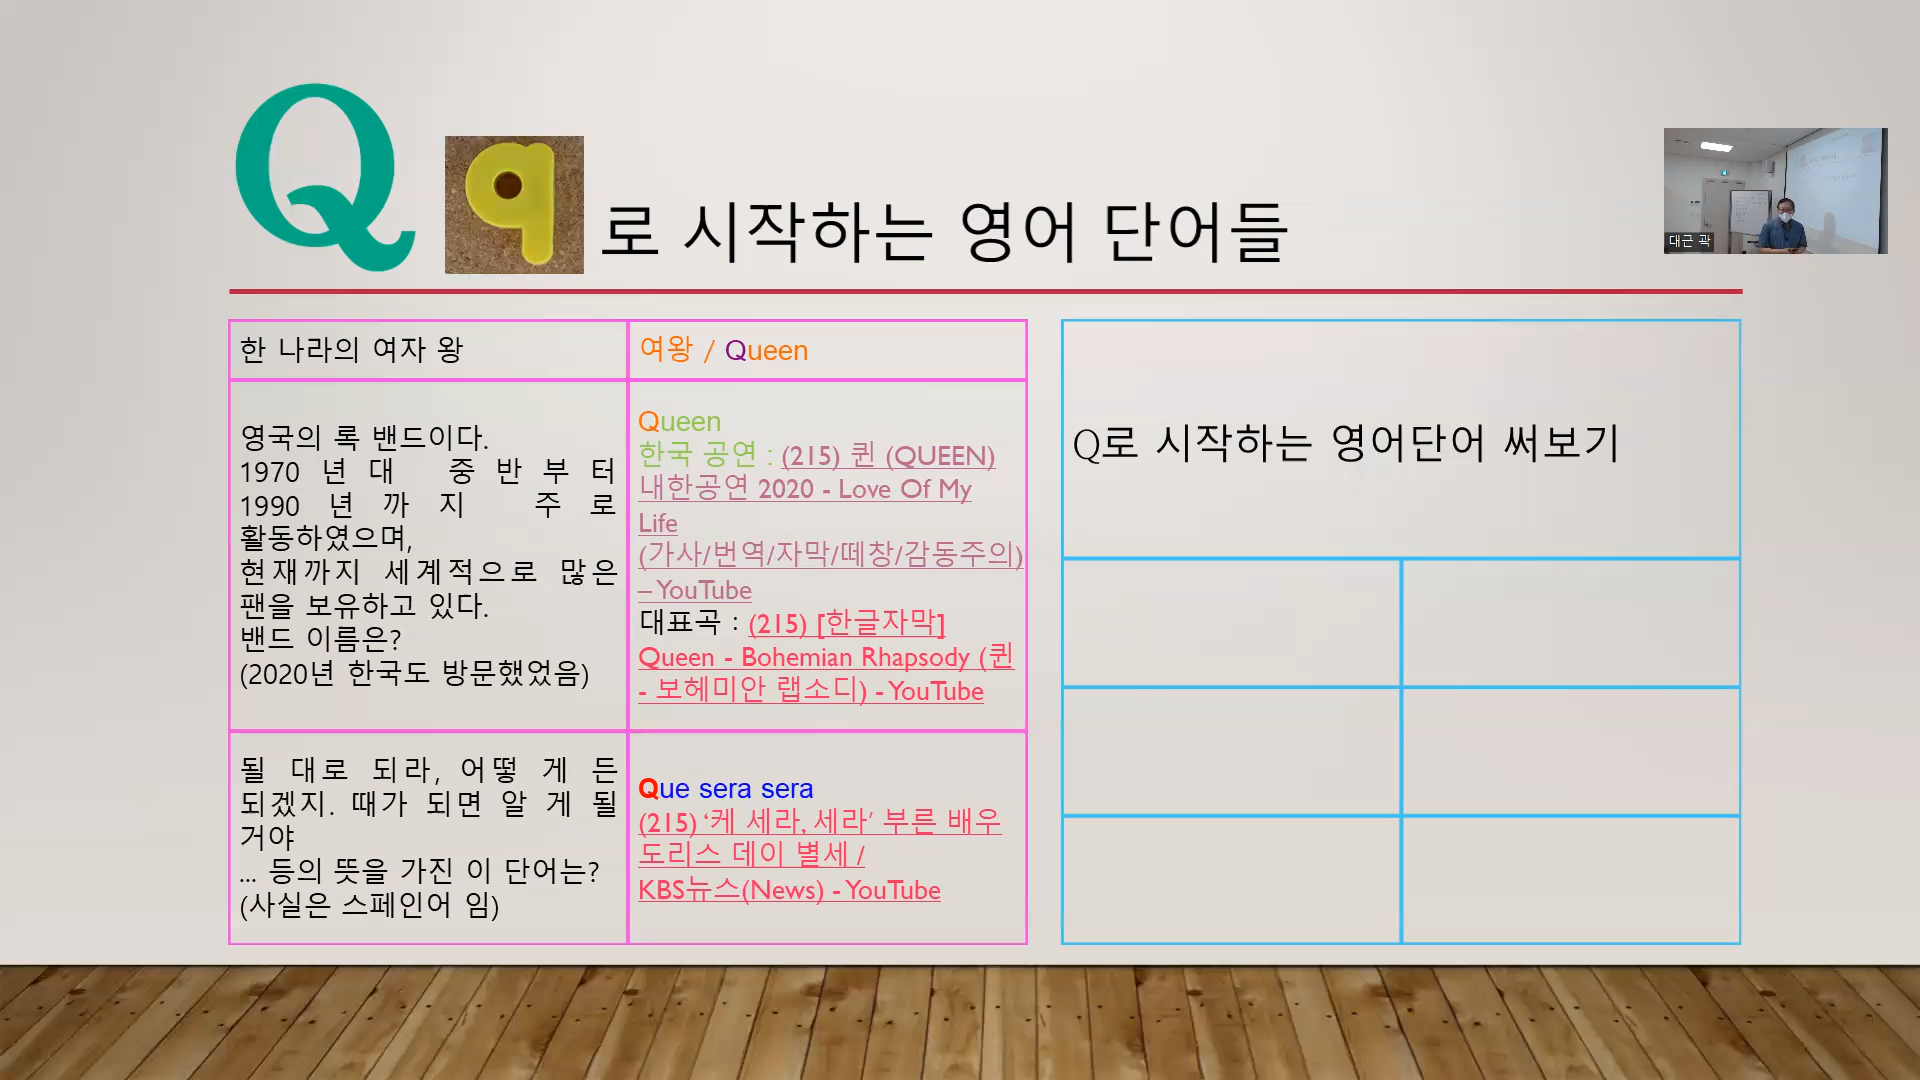 Q q 로 시작하는 영어 단어들
대근 곽
한 나라의 여자 왕
여왕 / Queen
영국의 록 밴드이다.
1970 년 대 중 반 부 터
1990 년 까 지 주 로
활동하였으며,
현재까지 세계적으로 많은
팬을 보유하고 있다.
밴드 이름은?
(2020년 한국도 방문했었음)
Queen
한국 공연 : (215) 퀸 (QUEEN)
내한공연 2020 - Love Of My
Life
(가사/번역/자막/떼창/감동주의)
– YouTube
대표곡 : (215) [한글자막]
Queen - Bohemian Rhapsody (퀸
- 보헤미안 랩소디) - YouTube
될 대로 되라, 어떻 게 든
되겠지. 때가 되면 알 게 될
거야
... 등의 뜻을 가진 이 단어는?
(사실은 스페인어 임)
Que sera sera
(215) ‘케 세라, 세라’ 부른 배우
도리스 데이 별세 /
KBS뉴스(News) - YouTube
Q로 시작하는 영어단어 써보기